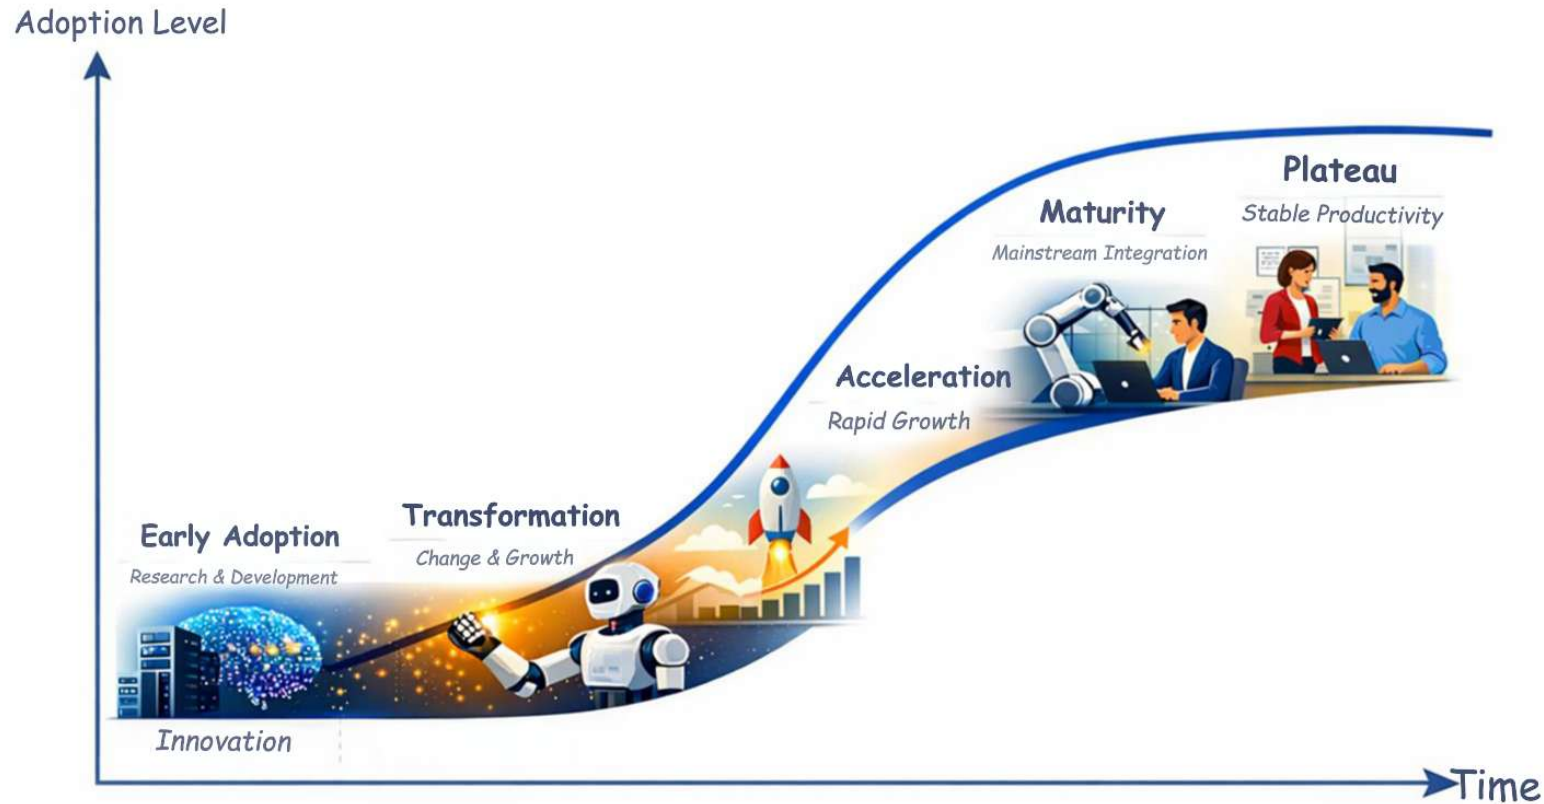 Adoption Level
Plateau
Stable Productivity
Maturity
Mainstream Integration
Acceleration
Rapid Growth
Transformation
Change & Growth
Early Adoption
Research & Development
Innovation
Time